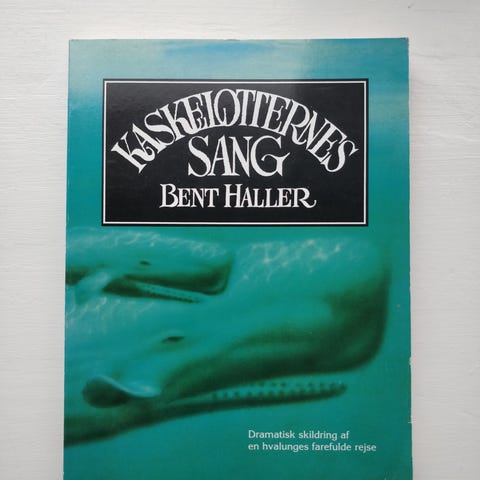 KASKELOTTERNES
SANG
BENT HALLER
Dramatisk skildring af
en hvalunges farefulde rejse